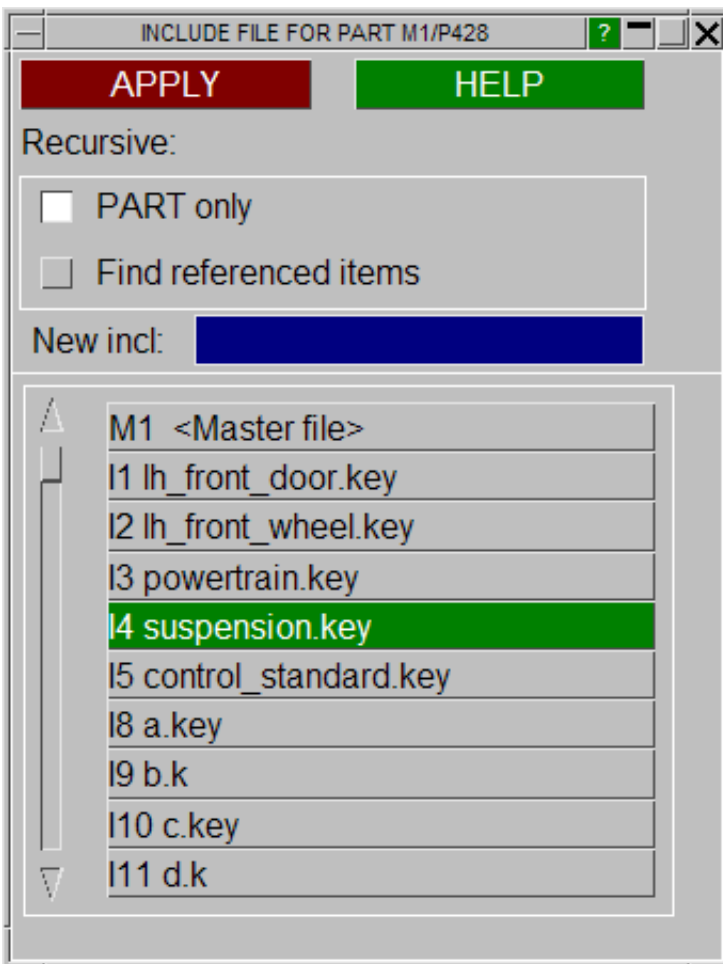 INCLUDE FILE FOR PART M1/P428 ?
APPLY HELP
Recursive:
PART only
Find referenced items
New incl:
M1 <Master file>
I1 lh_front_door.key
I2 lh_front_wheel.key
I3 powertrain.key
I4 suspension.key
I5 control_standard.key
I8 a.key
I9 b.k
I10 c.key
I11 d.k